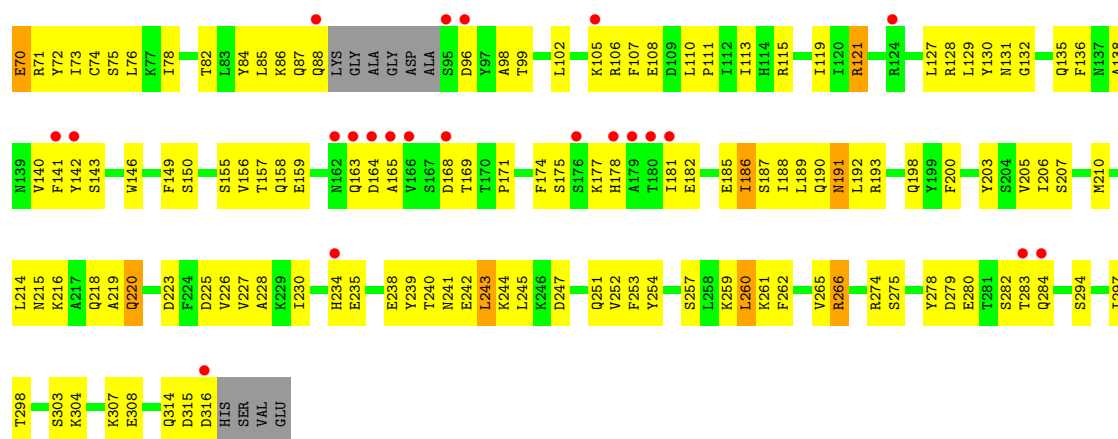 E70 R71 Y72 I73 C74 S75 L76 K77 I78 T82 L83 Y84 L85 K86 Q87 Q88 LYS GLY ALA GLY ASP ALA S95 D96 Y97 A98 T99 L102 K105 R106 F107 E108 D109 L110 P111 I112 I113 H114 R115 I119 I120 R121 R124 L127 R128 L129 Y130 N131 G132 Q135 F136 N137 A138
N139 V140 F141 Y142 S143 W146 F149 S150 S155 V156 T157 Q158 E159 N162 Q163 D164 A165 V166 S167 D168 T169 T170 P171 F174 S175 S176 K177 H178 A179 T180 I181 E182 E185 I186 S187 I188 L189 Q190 N191 L192 R193 Q198 Y199 F200 Y203 S204 V205 I206 S207 M210
L214 N215 K216 A217 Q218 A219 Q220 D223 F224 D225 V226 V227 A228 K229 I230 H234 E235 E238 Y239 T240 N241 E242 L243 K244 L245 K246 D247 Q251 V252 F253 Y254 S257 L258 K259 L260 K261 F262 V265 R266 R274 S275 Y278 D279 E280 T281 S282 T283 Q284 S294
T298 S303 K304 K307 E308 Q314 D315 D316 HIS SER VAL GLU